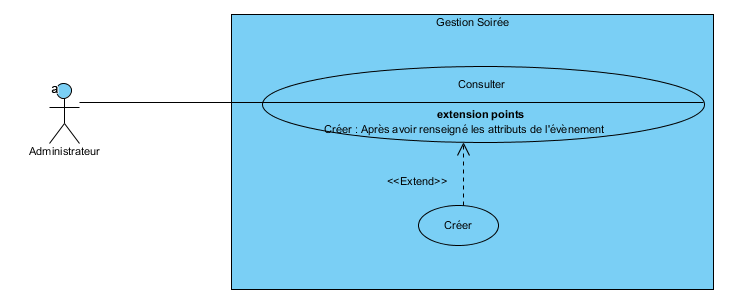 Gestion Soirée
Consulter
a
extension points
Créer : Après avoir renseigné les attributs de l'évènement
Administrateur
<<Extend>>
Créer